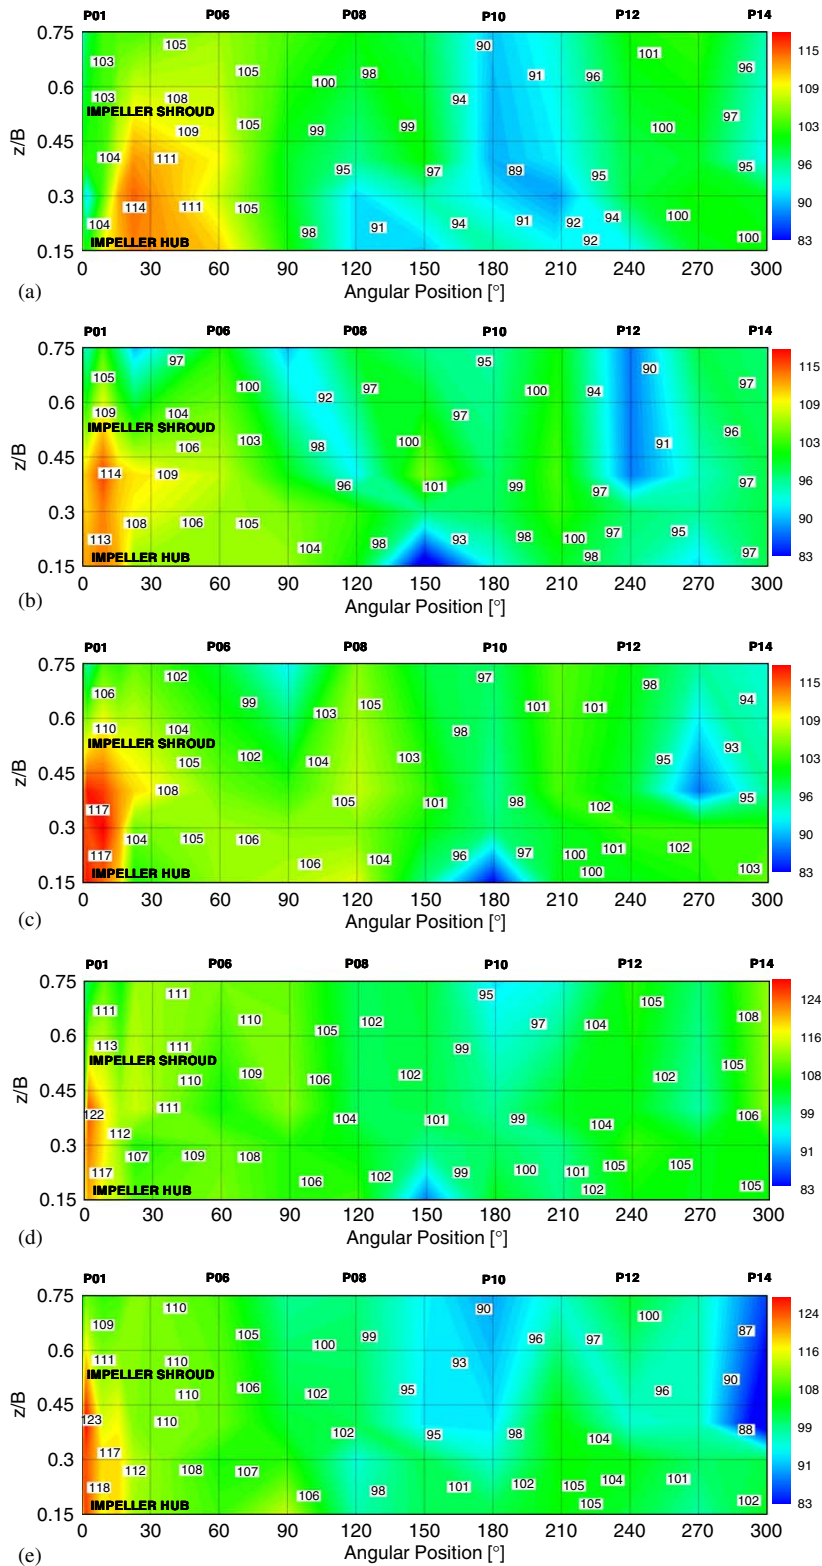 P01 P06 P08 P10 P12 P14
0.75 105 90 101
103 105 98 91 96 96 115
0.6 100
103 108 94 109
IMPELLER SHROUD 97
z/B 109 105 99 99 100 103
0.45
104 111 95 97 89 95 95 96
0.3
114 111 105 100 90
104 98 91 94 91 92 94
IMPELLER HUB 92 100 83
0.15
0 30 60 90 120 150 180 210 240 270 300
(a) Angular Position [°]
P01 P06 P08 P10 P12 P14
0.75 97 95 90
105 100 97 100 94 97 115
0.6 92
109 104 97 109
IMPELLER SHROUD 96
z/B 106 103 98 100 91 103
0.45
114 109 96 101 99 97 97 96
0.3
108 106 106 90
113 104 98 93 98 100 97 95
IMPELLER HUB 98 97 83
0.15
0 30 60 90 120 150 180 210 240 270 300
(b) Angular Position [°]
P01 P06 P08 P10 P12 P14
0.75 102 97 98
106 99 105 101 101 94 115
0.6 103
110 104 98 109
IMPELLER SHROUD 93
z/B 105 102 104 103 95 103
0.45
108 105 101 98 102 95 96
117
0.3
104 105 106 90
117 106 104 96 97 100 101 102
IMPELLER HUB 100 103 83
0.15
0 30 60 90 120 150 180 210 240 270 300
(c) Angular Position [°]
P01 P06 P08 P10 P12 P14
0.75 111 95 105
111 110 102 97 104 108 124
0.6 105
113 111 99 116
IMPELLER SHROUD 105
z/B 110 109 106 102 102 108
0.45
122 111 104 101 99 104 106 99
112
0.3
107 109 108 91
117 106 102 99 100 101 105 105
IMPELLER HUB 102 105 83
0.15
0 30 60 90 120 150 180 210 240 270 300
(d) Angular Position [°]
P01 P06 P08 P10 P12 P14
0.75 110 90 100
109 105 99 96 97 87 124
0.6 100
111 110 93 116
IMPELLER SHROUD 90
z/B 110 106 102 95 96 108
0.45
123 110 102 95 98 104 88 99
117
0.3
112 108 107 91
118 106 98 101 102 105 104 101
IMPELLER HUB 105 102 83
0.15
0 30 60 90 120 150 180 210 240 270 300
(e) Angular Position [°]